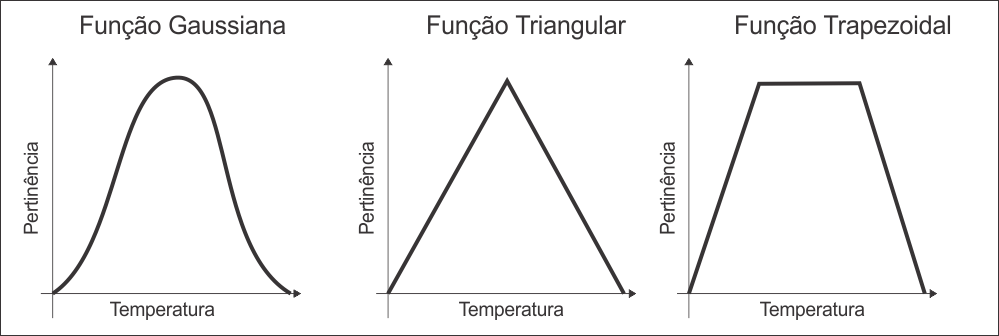 Função Gaussiana
Função Triangular
Função Trapezoidal
Pertinência
Pertinência
Pertinência
Temperatura
Temperatura
Temperatura